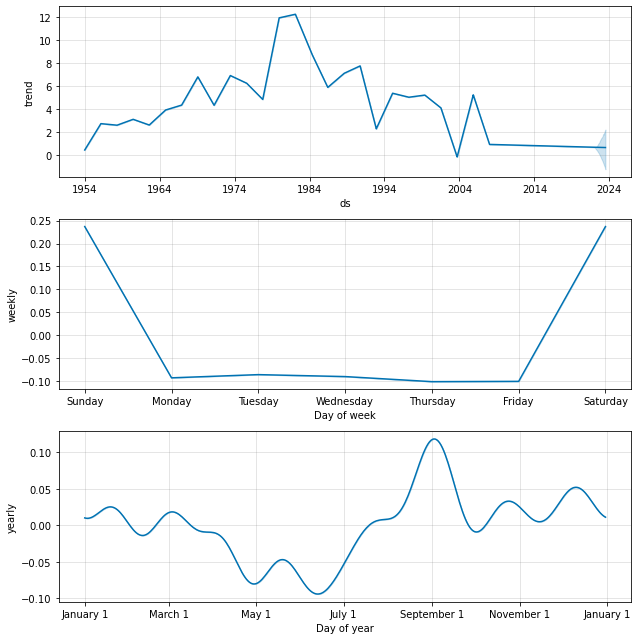 12
10
8
6
4
2
0
trend
1954 1964 1974 1984 1994 2004 2014 2024
ds
0.25
0.20
0.15
0.10
0.05
0.00
−0.05
−0.10
weekly
Sunday Monday Tuesday Wednesday Thursday Friday Saturday
Day of week
0.10
0.05
0.00
−0.05
−0.10
yearly
January 1 March 1 May 1 July 1 September 1 November 1 January 1
Day of year